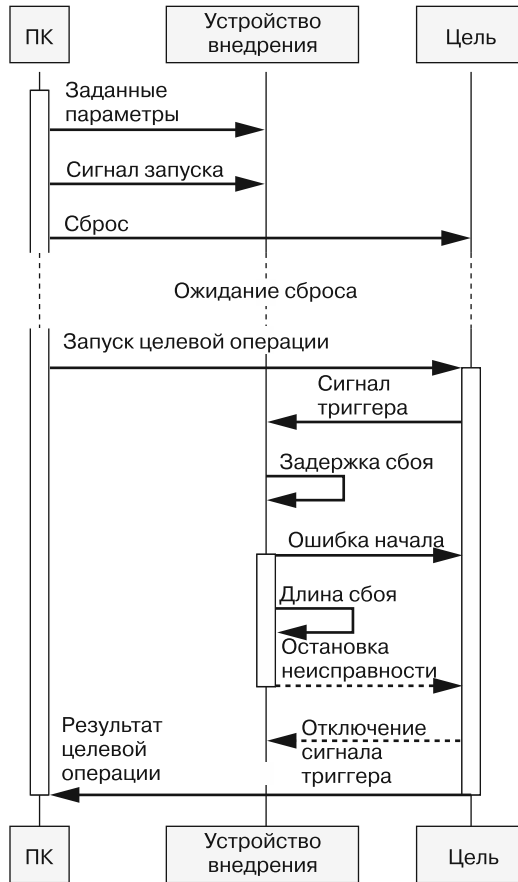 ПК
Устройство
внедрения
Цель
Заданные
параметры
Сигнал запуска
Сброс
Ожидание сброса
Запуск целевой операции
Сигнал
триггера
Задержка сбоя
Ошибка начала
Длина сбоя
Остановка
неисправности
Результат
целевой
операции
Отключение
сигнала
триггера
ПК
Устройство
внедрения
Цель